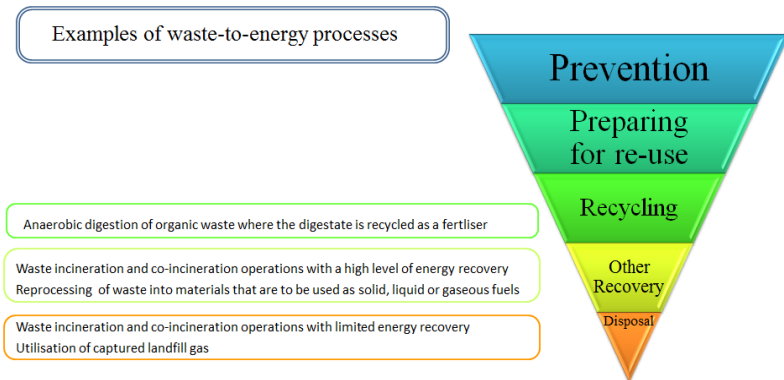 Examples of waste-to-energy processes
Prevention
Preparing
for re-use
Recycling
Anaerobic digestion of organic waste where the digestate is recycled as a fertliser
Other
Recovery
Waste incineration and co-incineration operations with a high level of energy recovery
Reprocessing of waste into materials that are to be used as solid, liquid or gaseous fuels
Disposal
Waste incineration and co-incineration operations with limited energy recovery
Utilisation of captured landfill gas